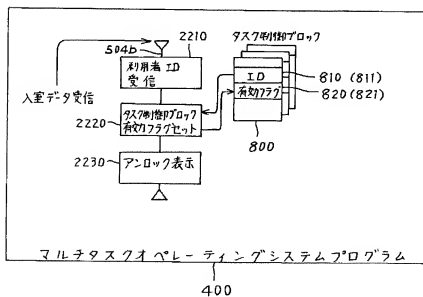 タスク制御ブロック
2210
504b
利用者ID
受信
ID
810 (811)
入室データ受信
有効フラグ
820 (821)
2220
タスク制御ブロック
有効フラグセット
800
2230
アンロック表示
マルチタスクオペレーティングシステムプログラム
400